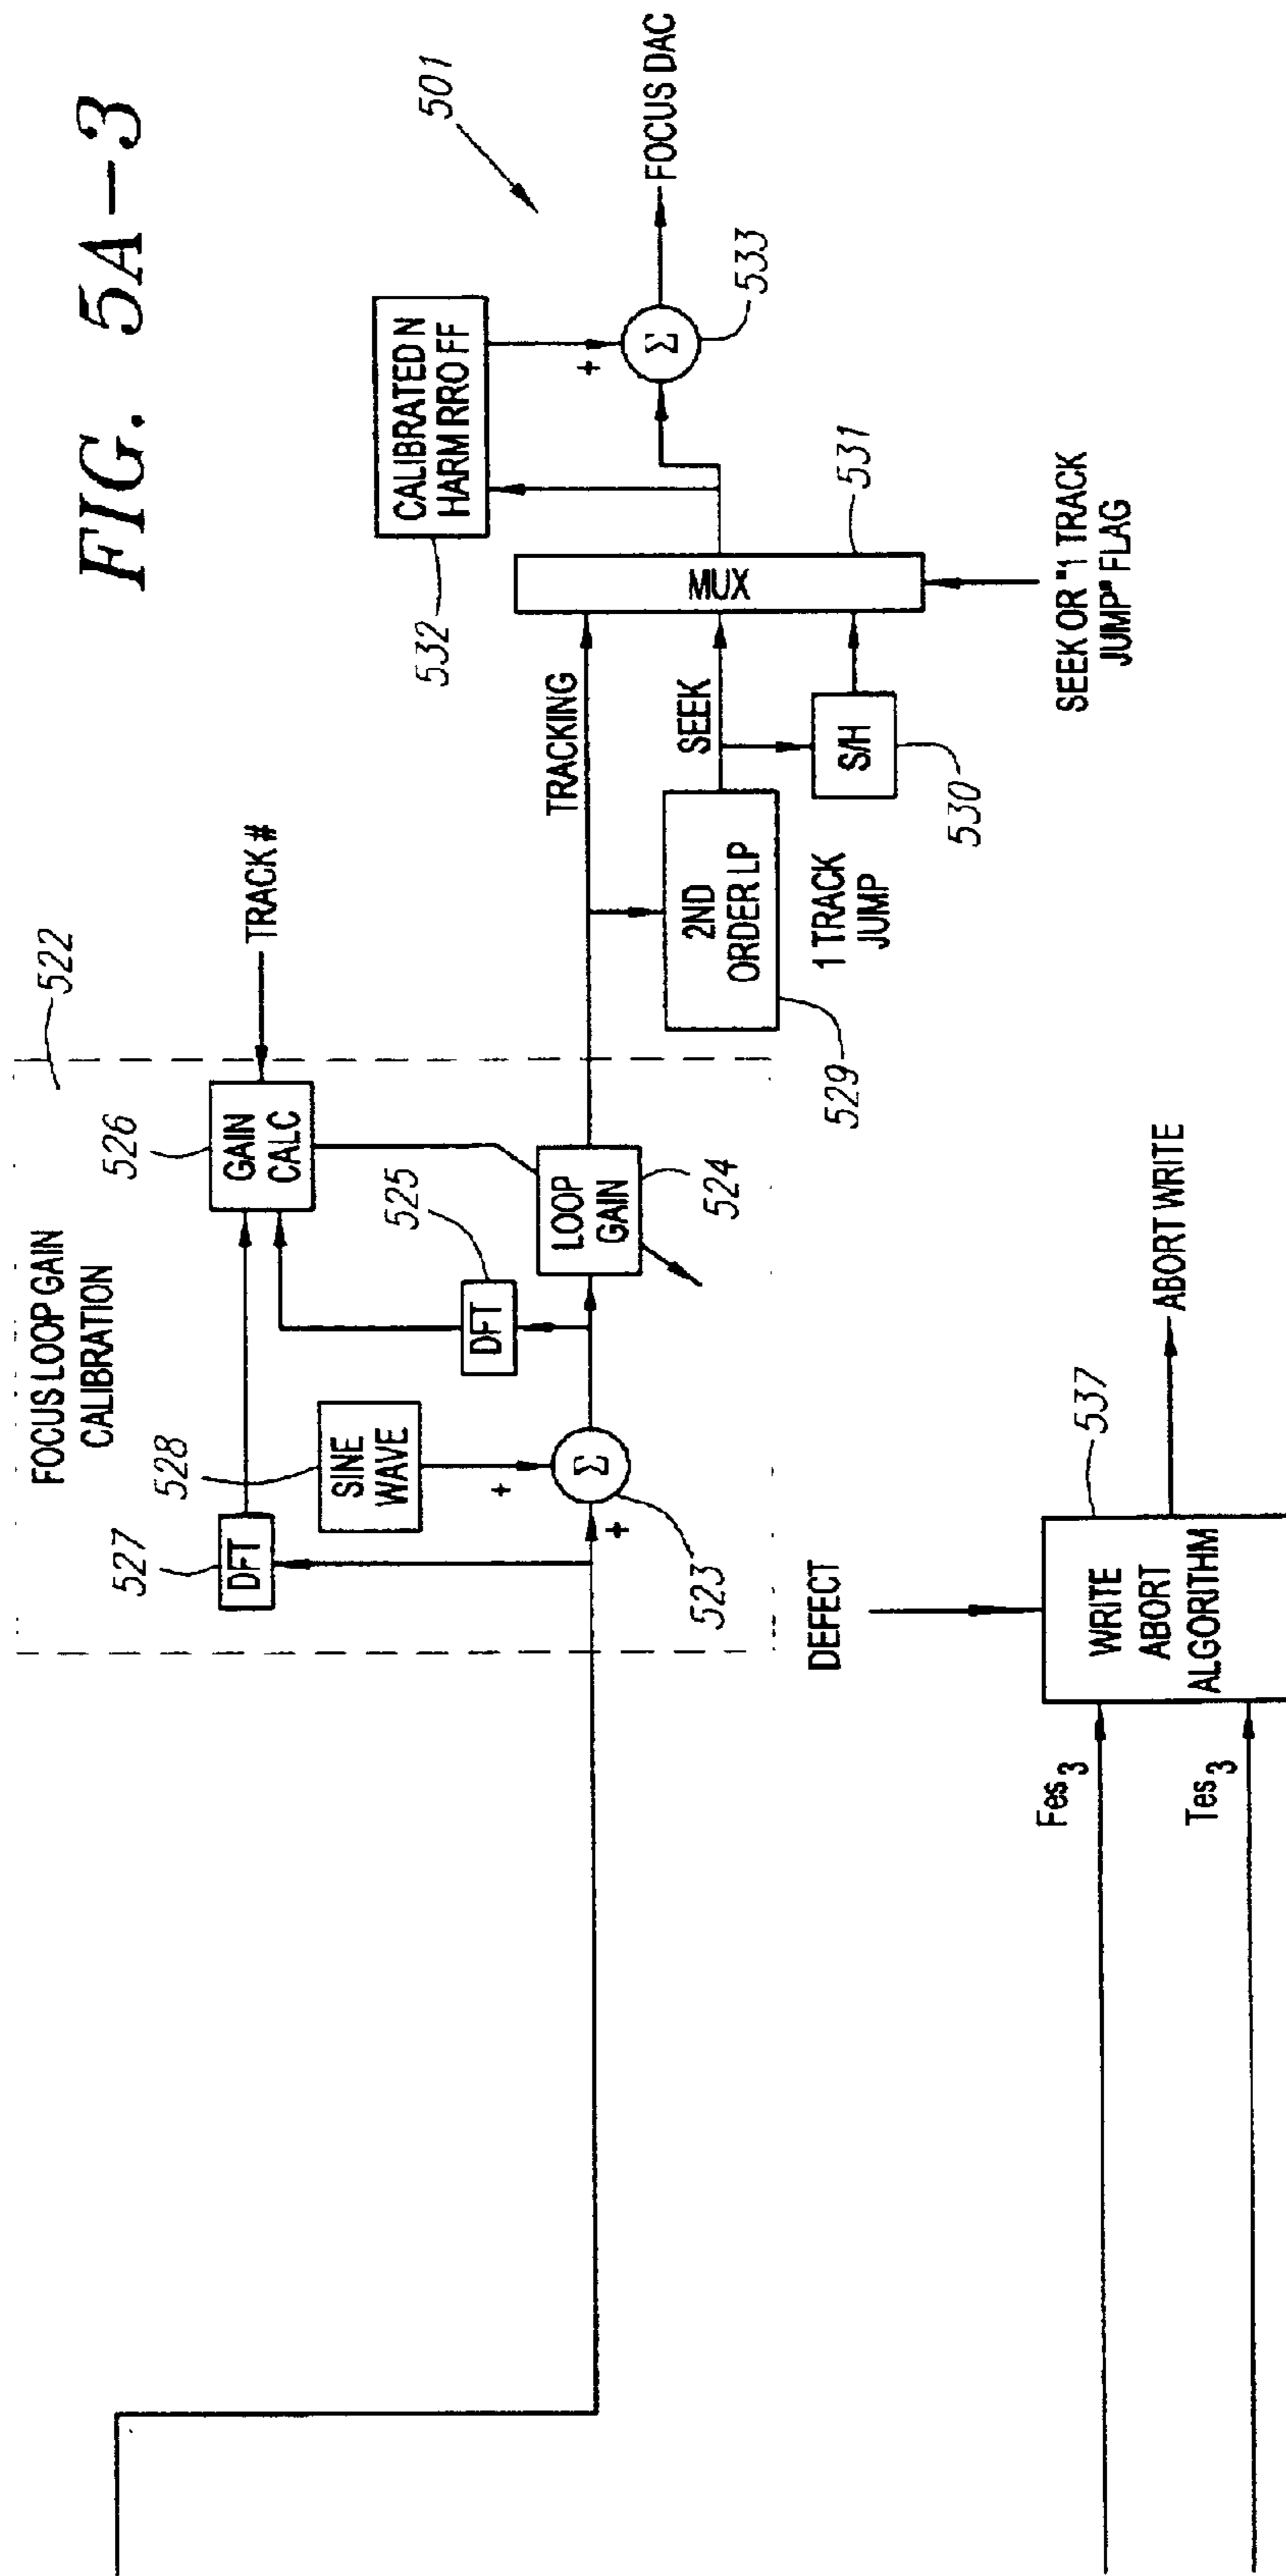 FIG. 5A-3
501
FOCUS DAC
CALIBRATED N
HARM RRO FF
532
+
Σ
533
MUX
531
SEEK OR "1 TRACK
JUMP" FLAG
TRACKING
SEEK
S/H
530
2ND
ORDER LP
529
1 TRACK
JUMP
TRACK #
522
FOCUS LOOP GAIN
CALIBRATION
526
GAIN
CALC
525
DFT
LOOP
GAIN
524
528
SINE
WAVE
+
Σ
+
523
527
DFT
DEFECT
537
WRITE
ABORT
ALGORITHM
ABORT WRITE
Fes3
Tes3